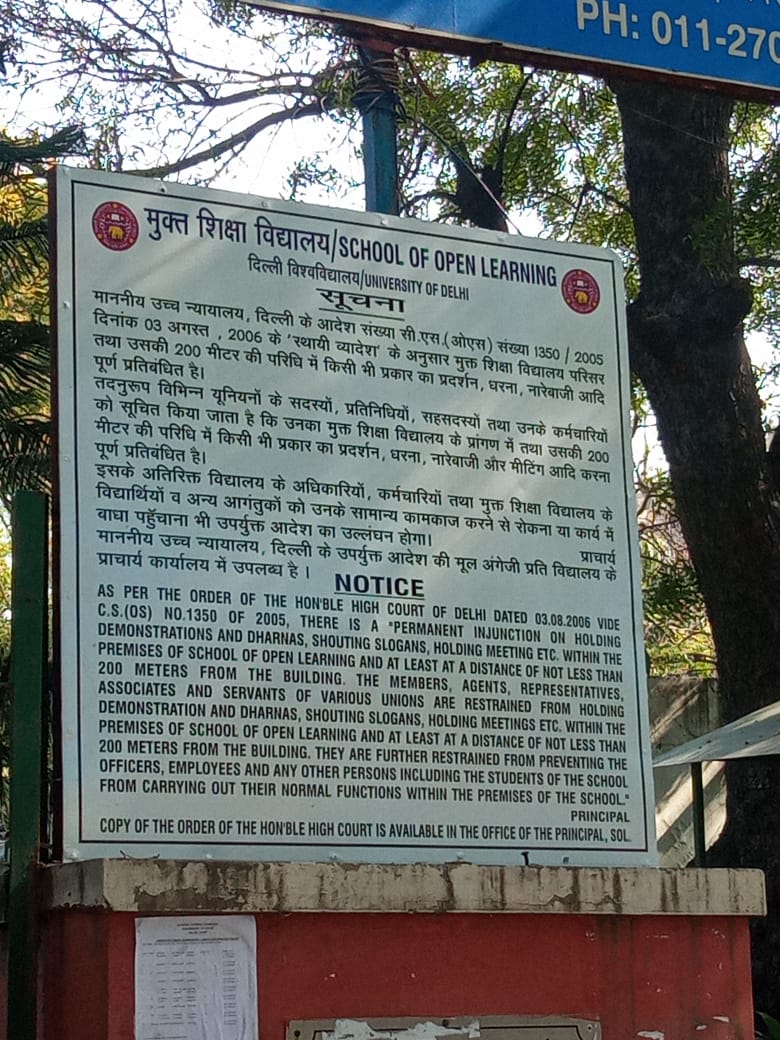 PH: 011-270
मुक्त शिक्षा विद्यालय/SCHOOL OF OPEN LEARNING
दिल्ली विश्वविद्यालय/UNIVERSITY OF DELHI
सूचना
माननीय उच्च न्यायालय, दिल्ली के आदेश संख्या सी.एस.(ओएस) संख्या 1350 / 2005
दिनांक 03 अगस्त , 2006 के 'स्थायी व्यादेश' के अनुसार मुक्त शिक्षा विद्यालय परिसर
तथा उसकी 200 मीटर की परिधि में किसी भी प्रकार का प्रदर्शन, धरना, नारेबाजी आदि
पूर्ण प्रतिबंधित है।
तदनुरूप विभिन्न यूनियनों के सदस्यों, प्रतिनिधियों, सहसदस्यों तथा उनके कर्मचारियों
को सूचित किया जाता है कि उनका मुक्त शिक्षा विद्यालय के प्रांगण में तथा उसकी 200
मीटर की परिधि में किसी भी प्रकार का प्रदर्शन, धरना, नारेबाजी और मीटिंग आदि करना
पूर्ण प्रतिबंधित है।
इसके अतिरिक्त विद्यालय के अधिकारियों, कर्मचारियों तथा मुक्त शिक्षा विद्यालय के
विद्यार्थियों व अन्य आगंतुकों को उनके सामान्य कामकाज करने से रोकना या कार्य में
वाधा पहुँचाना भी उपर्युक्त आदेश का उल्लंघन होगा।
प्राचार्य
माननीय उच्च न्यायालय, दिल्ली के उपर्युक्त आदेश की मूल अंगेजी प्रति विद्यालय के
प्राचार्य कार्यालय में उपलब्ध है ।
NOTICE
AS PER THE ORDER OF THE HON'BLE HIGH COURT OF DELHI DATED 03.08.2006 VIDE
C.S.(OS) NO.1350 OF 2005, THERE IS A "PERMANENT INJUNCTION ON HOLDING
DEMONSTRATIONS AND DHARNAS, SHOUTING SLOGANS, HOLDING MEETING ETC. WITHIN THE
PREMISES OF SCHOOL OF OPEN LEARNING AND AT LEAST AT A DISTANCE OF NOT LESS THAN
200 METERS FROM THE BUILDING. THE MEMBERS, AGENTS, REPRESENTATIVES,
ASSOCIATES AND SERVANTS OF VARIOUS UNIONS ARE RESTRAINED FROM HOLDING
DEMONSTRATION AND DHARNAS, SHOUTING SLOGANS, HOLDING MEETINGS ETC. WITHIN THE
PREMISES OF SCHOOL OF OPEN LEARNING AND AT LEAST AT A DISTANCE OF NOT LESS THAN
200 METERS FROM THE BUILDING. THEY ARE FURTHER RESTRAINED FROM PREVENTING THE
OFFICERS, EMPLOYEES AND ANY OTHER PERSONS INCLUDING THE STUDENTS OF THE SCHOOL
FROM CARRYING OUT THEIR NORMAL FUNCTIONS WITHIN THE PREMISES OF THE SCHOOL."
PRINCIPAL
COPY OF THE ORDER OF THE HON'BLE HIGH COURT IS AVAILABLE IN THE OFFICE OF THE PRINCIPAL, SOL.